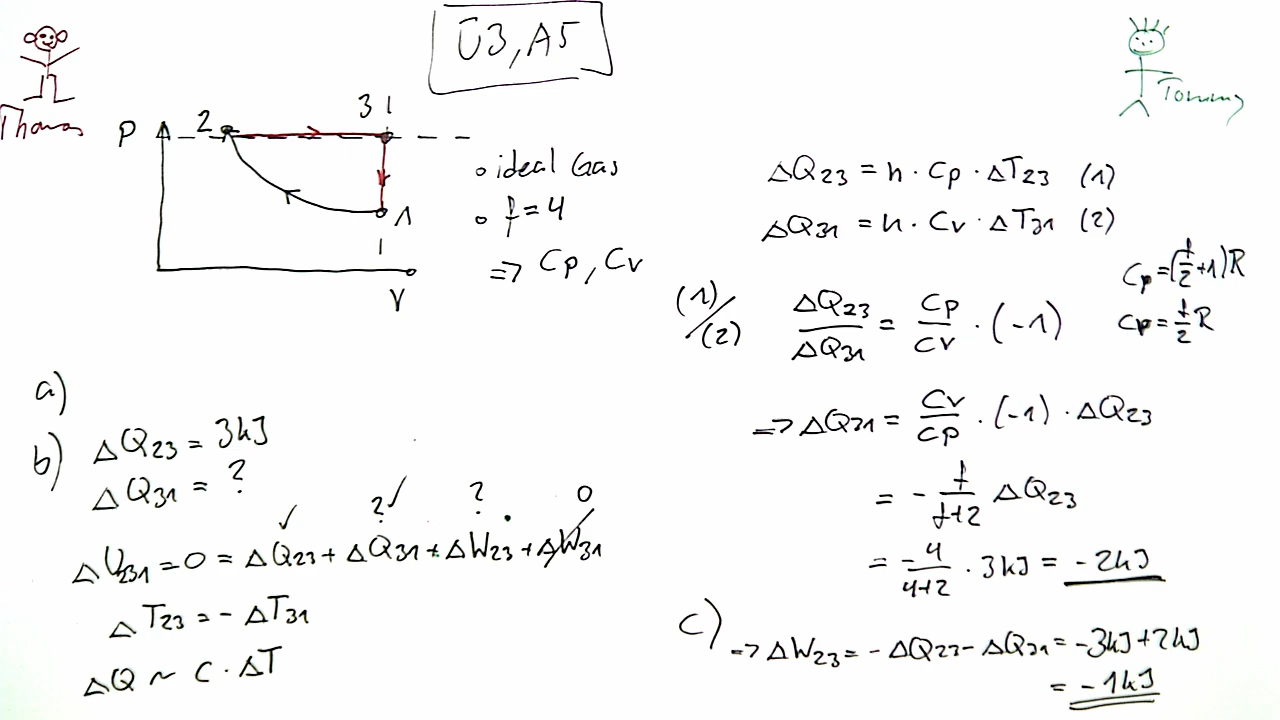 Ü3, A5
Thomas
Tommy
P
2
3
1
V
• ideal Gas
• f=4
=> Cp, Cv
a)
b) ΔQ23 = 3kJ
ΔQ31 = ?
✓ ?✓ ? 0
ΔU231 = 0 = ΔQ23 + ΔQ31 + ΔW23 + ΔW31
ΔT23 = - ΔT31
ΔQ ~ C · ΔT
ΔQ23 = n · Cp · ΔT23 (1)
ΔQ31 = n · Cv · ΔT31 (2)
Cp = (f/2 + 1) R
Cv = f/2 R
(1)/(2) ΔQ23/ΔQ31 = Cp/Cv · (-1)
=> ΔQ31 = Cv/Cp · (-1) · ΔQ23
= - f/f+2 ΔQ23
= -4/4+2 · 3kJ = -2kJ
c) => ΔW23 = - ΔQ23 - ΔQ31 = -3kJ + 2kJ
= -1kJ